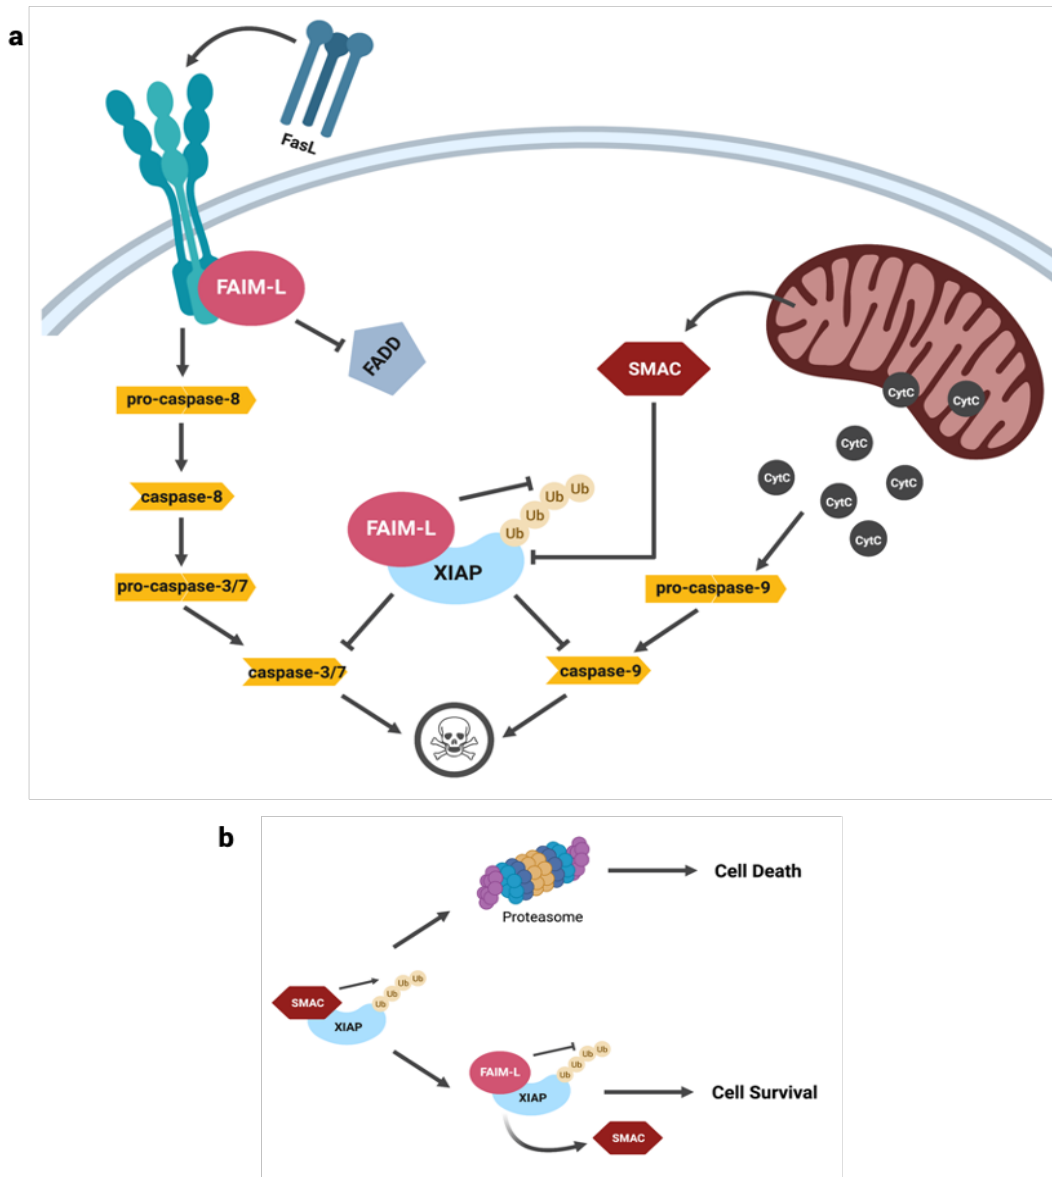 a
FasL
FAIM-L
FADD
SMAC
pro-caspase-8
CytC
CytC
CytC
CytC
CytC
CytC
CytC
caspase-8
FAIM-L
Ub
Ub
Ub
Ub
XIAP
pro-caspase-3/7
pro-caspase-9
caspase-3/7
caspase-9
b
Proteasome
Cell Death
SMAC
XIAP
Ub
Ub
Ub
Ub
FAIM-L
XIAP
Ub
Ub
Ub
Ub
Cell Survival
SMAC